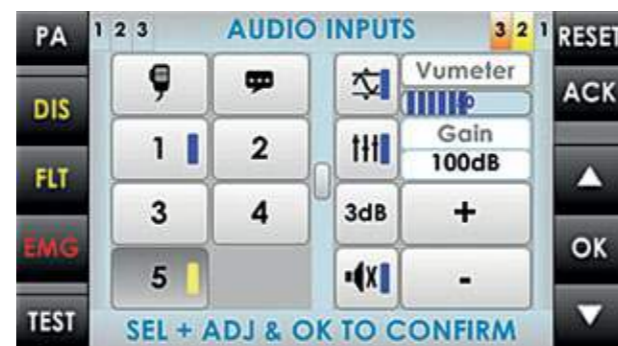 PA 1 2 3 AUDIO INPUTS 3 2 1 RESET
DIS Vumeter ACK
1 2 Gain
100dB
FLT
3 4 3dB +
EMG 5 - OK
TEST SEL + ADJ & OK TO CONFIRM